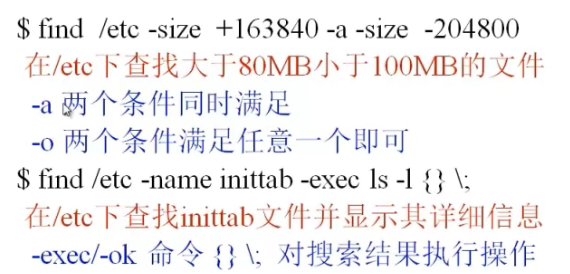 $ find /etc -size +163840 -a -size -204800
在/etc下查找大于80MB小于100MB的文件
-a 两个条件同时满足
-o 两个条件满足任意一个即可
$ find /etc -name inittab -exec ls -l {} \;
在/etc下查找inittab文件并显示其详细信息
-exec/-ok 命令 {} \; 对搜索结果执行操作